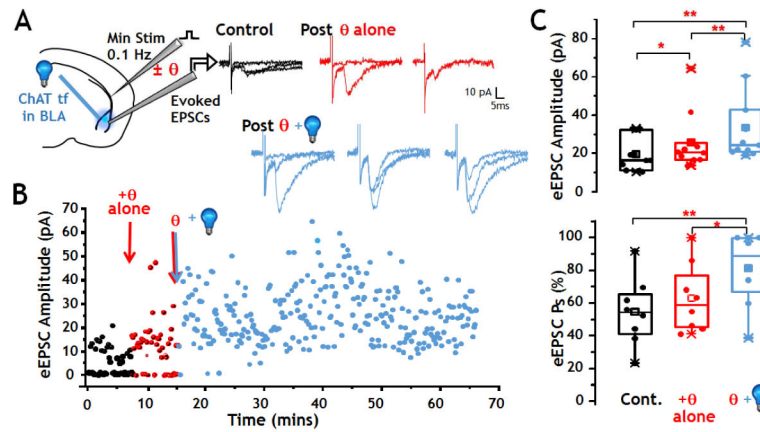 A
Min Stim
0.1 Hz
± θ
ChAT tf
in BLA
Evoked
EPSCs
Control
Post θ alone
10 pA
5ms
Post θ +
B
eEPSC Amplitude (pA)
70
60
50
40
30
20
10
0
+θ
alone
θ +
0 10 20 30 40 50 60 70
Time (mins)
C
eEPSC Amplitude (pA)
80
60
40
20
0
**
*
**
eEPSC Ps (%)
100
80
60
40
20
0
**
*
Cont.
+θ
alone
θ +